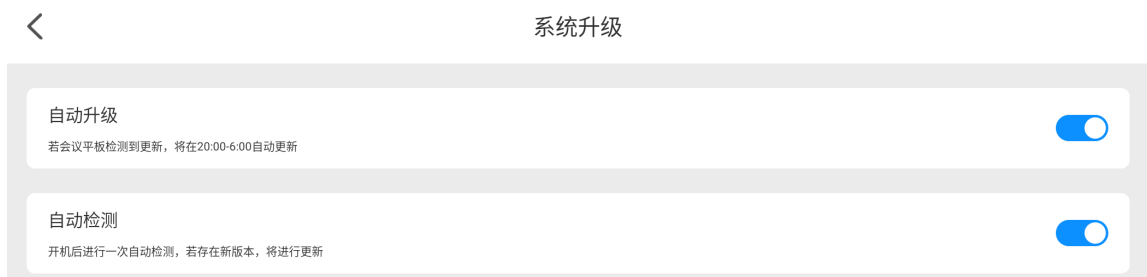 系统升级
自动升级
若会议平板检测到更新，将在20:00-6:00自动更新
自动检测
开机后进行一次自动检测，若存在新版本，将进行更新